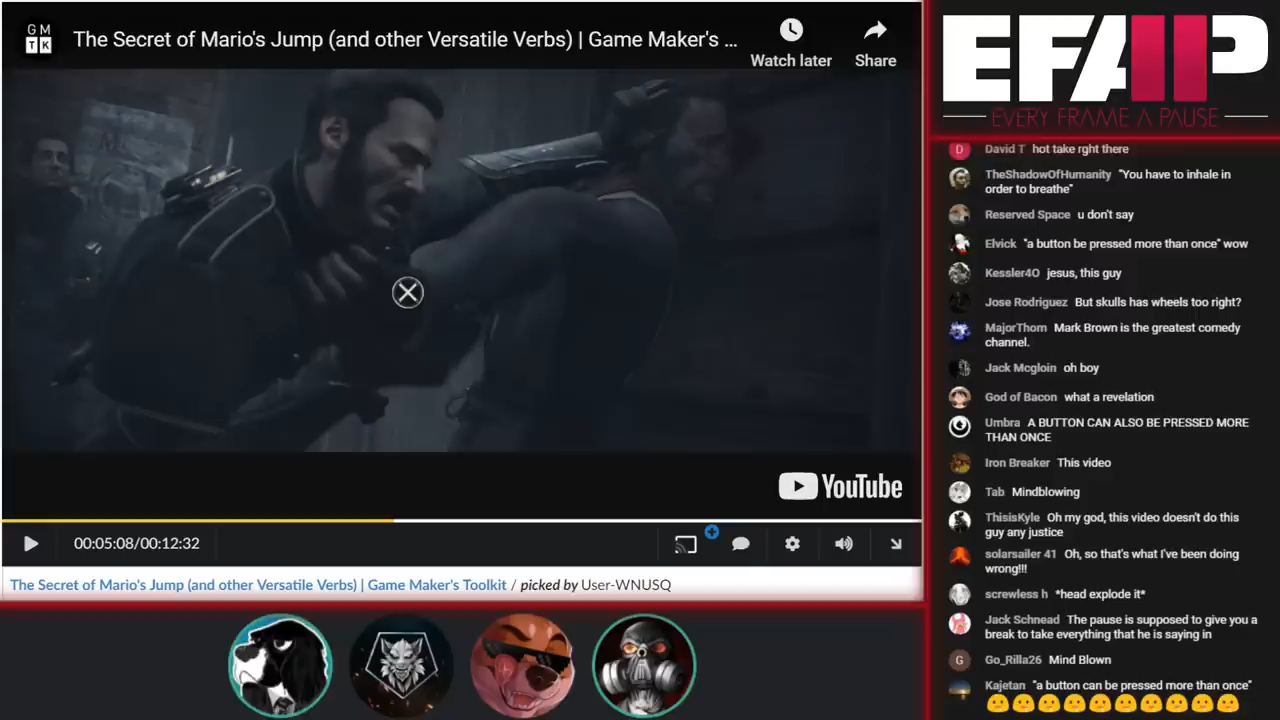 GM
TK
The Secret of Mario's Jump (and other Versatile Verbs) | Game Maker's ...
Watch later
Share
YouTube
00:05:08/00:12:32
The Secret of Mario's Jump (and other Versatile Verbs) | Game Maker's Toolkit / picked by User-WNUSQ
EFAP
EVERY FRAME A PAUSE
D David T hot take rght there
TheShadowOfHumanity "You have to inhale in
order to breathe"
Reserved Space u don't say
Elvick "a button be pressed more than once" wow
Kessler4O jesus, this guy
Jose Rodriguez But skulls has wheels too right?
MajorThom Mark Brown is the greatest comedy
channel.
Jack Mcgloin oh boy
God of Bacon what a revelation
Umbra A BUTTON CAN ALSO BE PRESSED MORE
THAN ONCE
Iron Breaker This video
Tab Mindblowing
ThisisKyle Oh my god, this video doesn't do this
guy any justice
solarsailer 41 Oh, so that's what I've been doing
wrong!!!
screwless h *head explode it*
Jack Schnead The pause is supposed to give you a
break to take everything that he is saying in
G Go_Rilla26 Mind Blown
Kajetan "a button can be pressed more than once"